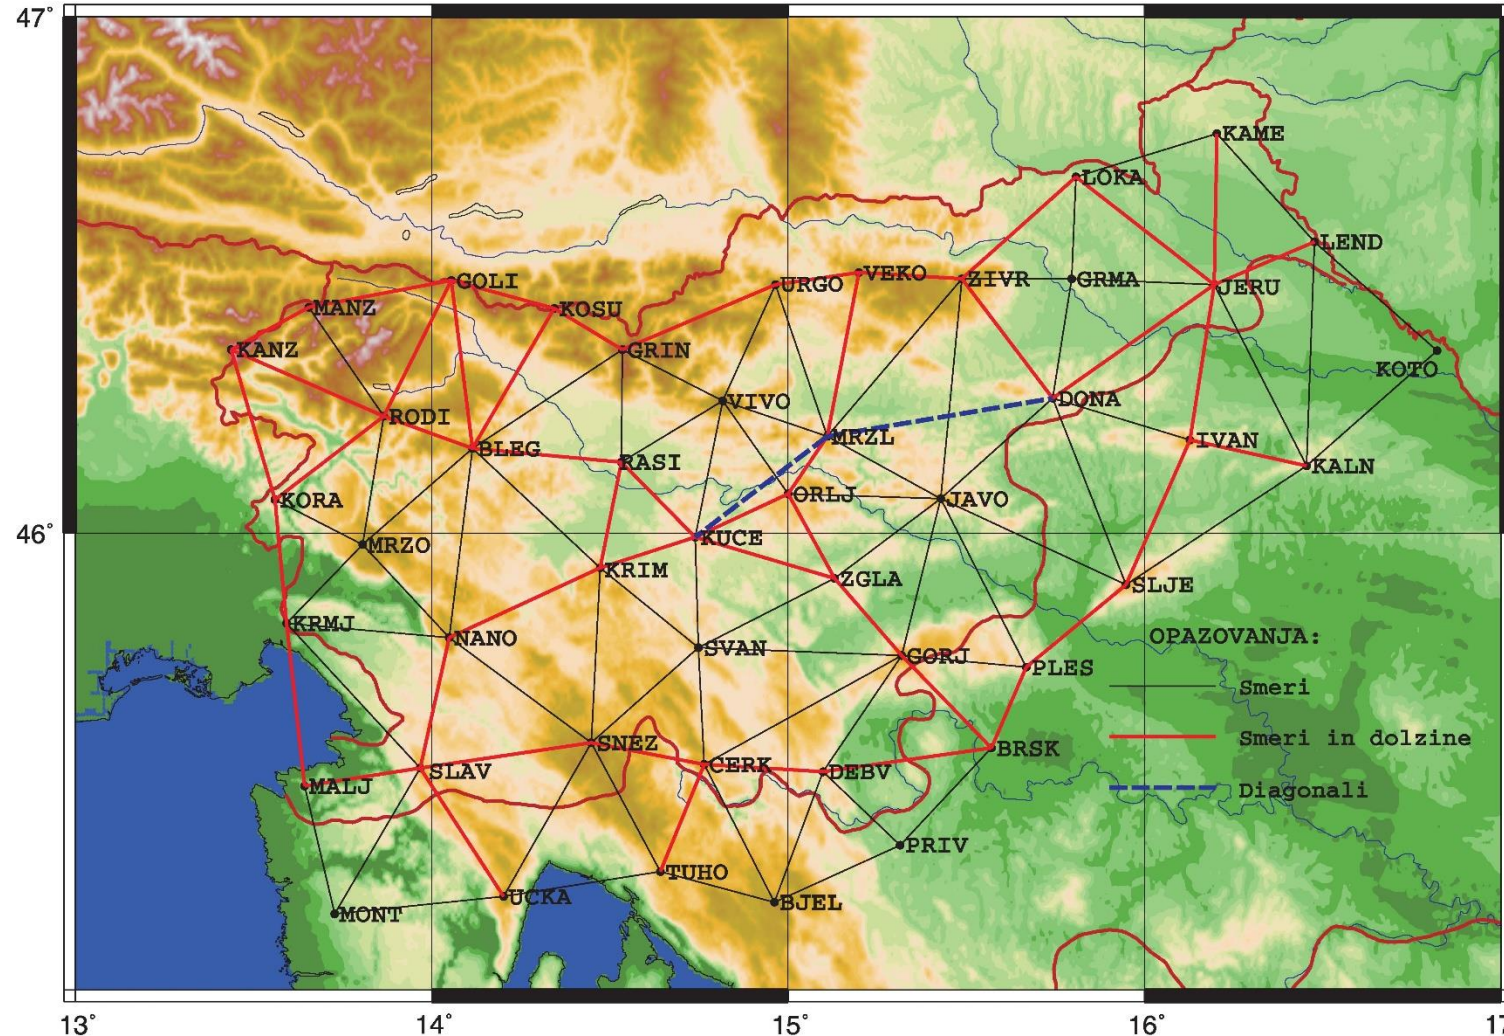 47°
KAME
LOKA
LEND
GOLI
VEKO
URGO
ZIVR
GRMA
JERU
MANZ
KOSU
KANZ
GRIN
KOTO
VIVO
DONA
RODI
MRZL
IVAN
BLEG
RASI
KALN
KORA
ORLJ
JAVO
46°
KUCE
MRZO
KRIM
ZGLA
SLJE
KRMJ
NANO
OPAZOVANJA:
SVAN
GORJ
PLES
Smeri
SNEZ
Smeri in dolzine
BRSK
CERK
SLAV
DEBV
MALJ
Diagonali
PRIV
TUHO
UCKA
BJEL
MONT
13° 14° 15° 16°